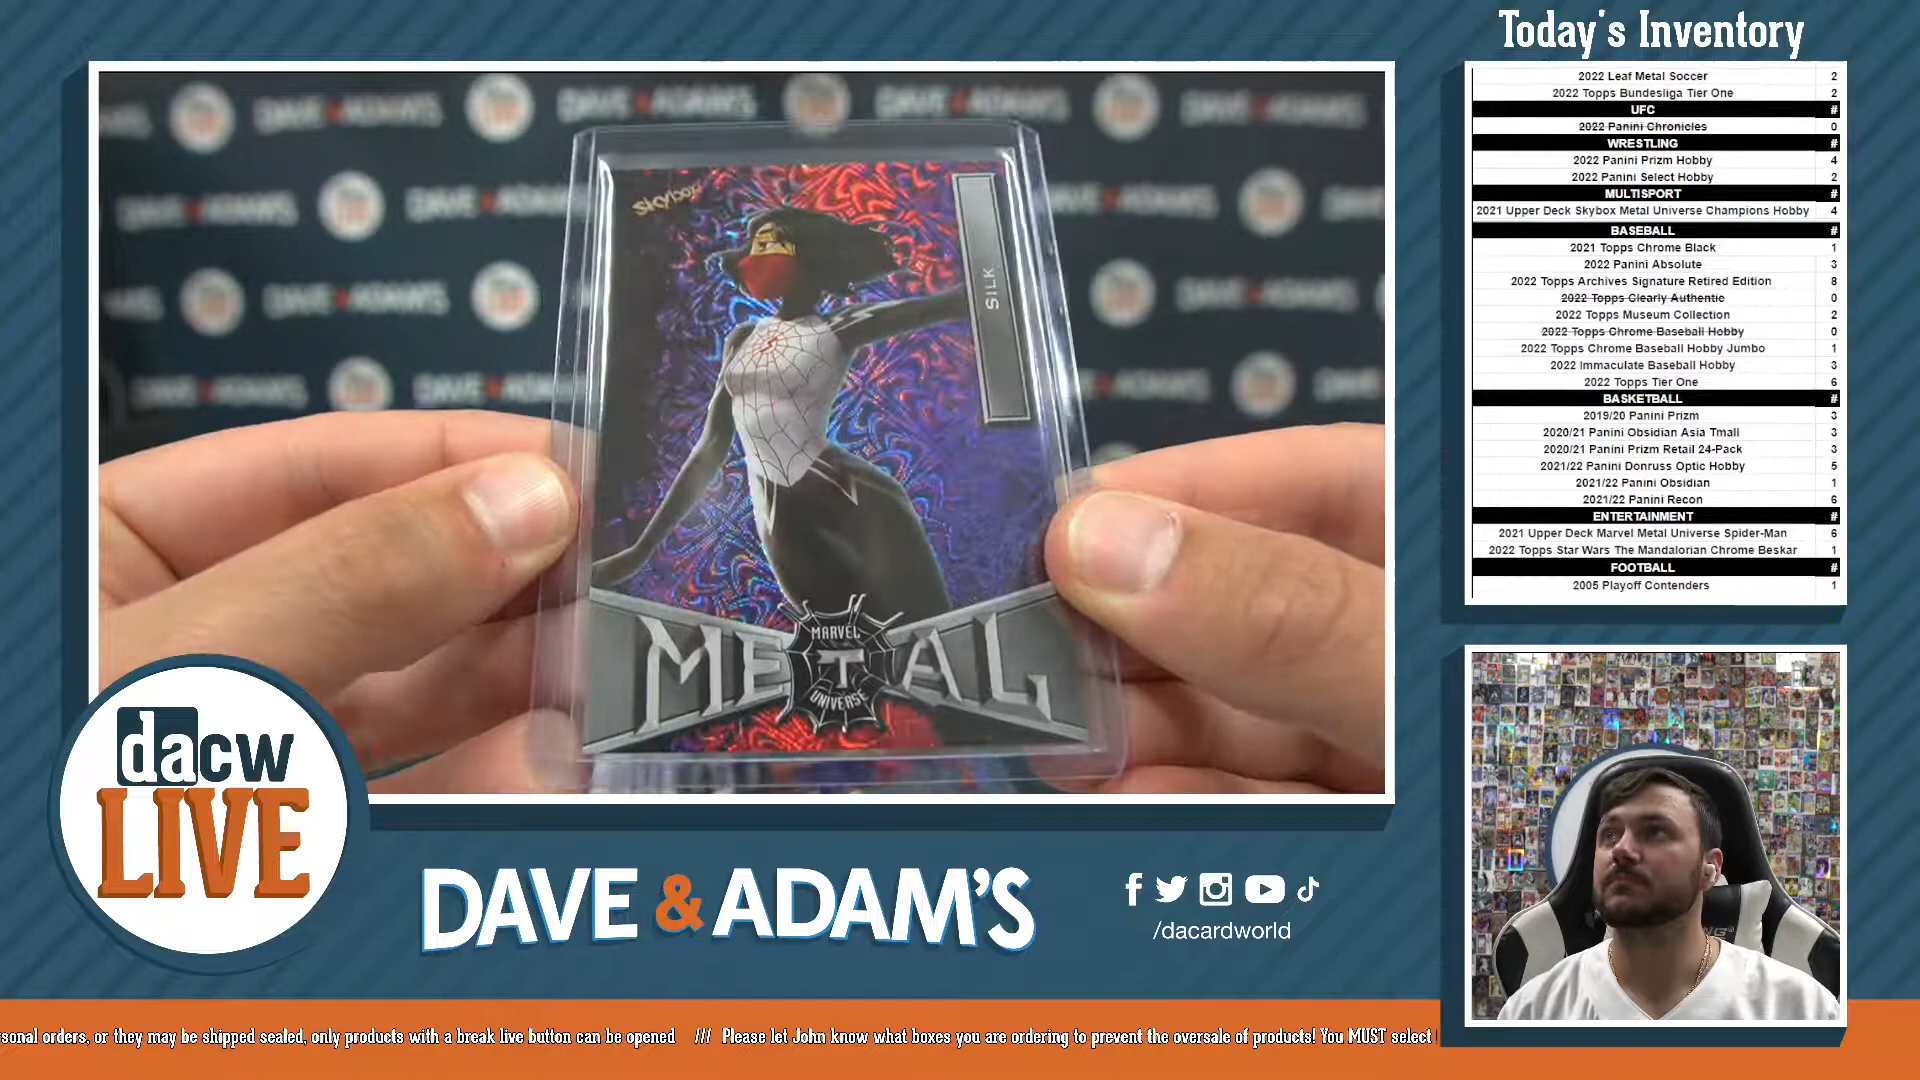 Today's Inventory
2022 Leaf Metal Soccer 2
2022 Topps Bundesliga Tier One 2
UFC #
2022 Panini Chronicles 0
WRESTLING #
2022 Panini Prizm Hobby 4
2022 Panini Select Hobby 2
MULTISPORT #
2021 Upper Deck Skybox Metal Universe Champions Hobby 4
BASEBALL #
2021 Topps Chrome Black 1
2022 Panini Absolute 3
2022 Topps Archives Signature Retired Edition 8
2022 Topps Clearly Authentic 0
2022 Topps Museum Collection 2
2022 Topps Chrome Baseball Hobby 0
2022 Topps Chrome Baseball Hobby Jumbo 1
2022 Immaculate Baseball Hobby 3
2022 Topps Tier One 6
BASKETBALL #
2019/20 Panini Prizm 3
2020/21 Panini Obsidian Asia Tmall 3
2020/21 Panini Prizm Retail 24-Pack 3
2021/22 Panini Donruss Optic Hobby 5
2021/22 Panini Obsidian 1
2021/22 Panini Recon 6
ENTERTAINMENT #
2021 Upper Deck Marvel Metal Universe Spider-Man 6
2022 Topps Star Wars The Mandalorian Chrome Beskar 1
FOOTBALL #
2005 Playoff Contenders 1
DAVE & ADAM'S
skybox
SILK
MARVEL
METAL
UNIVERSE
dacw
LIVE
DAVE & ADAM'S
/dacardworld
sonal orders, or they may be shipped sealed, only products with a break live button can be opened /// Please let John know what boxes you are ordering to prevent the oversale of products! You MUST select